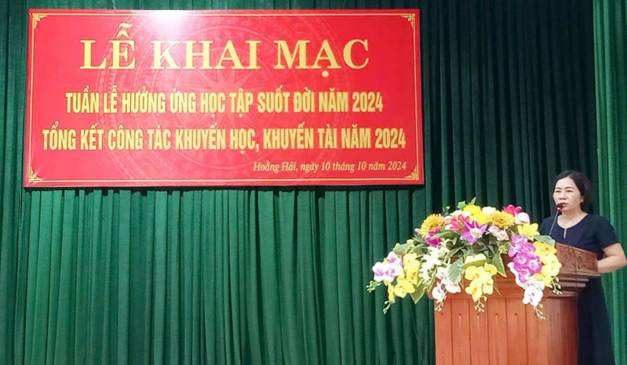 LỄ KHAI MẠC
TUẦN LỄ HƯỞNG ỨNG HỌC TẬP SUỐT ĐỜI NĂM 2024
TỔNG KẾT CÔNG TÁC KHUYẾN HỌC, KHUYẾN TÀI NĂM 2024
Hoằng Hải, ngày 10 tháng 10 năm 2024